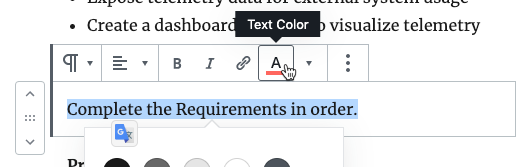 Expose telemetry data for external system usage
Create a dashboard to visualize telemetry
Text Color
B I A
Complete the Requirements in order.